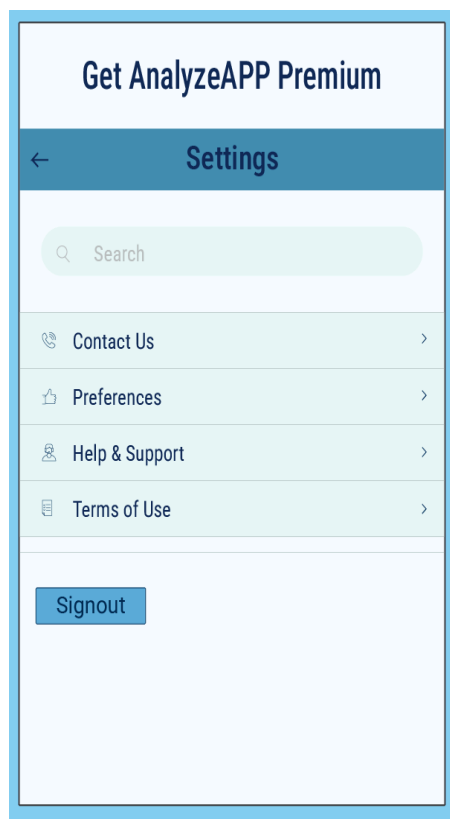 Get AnalyzeAPP Premium
Settings
Search
Contact Us
Preferences
Help & Support
Terms of Use
Signout